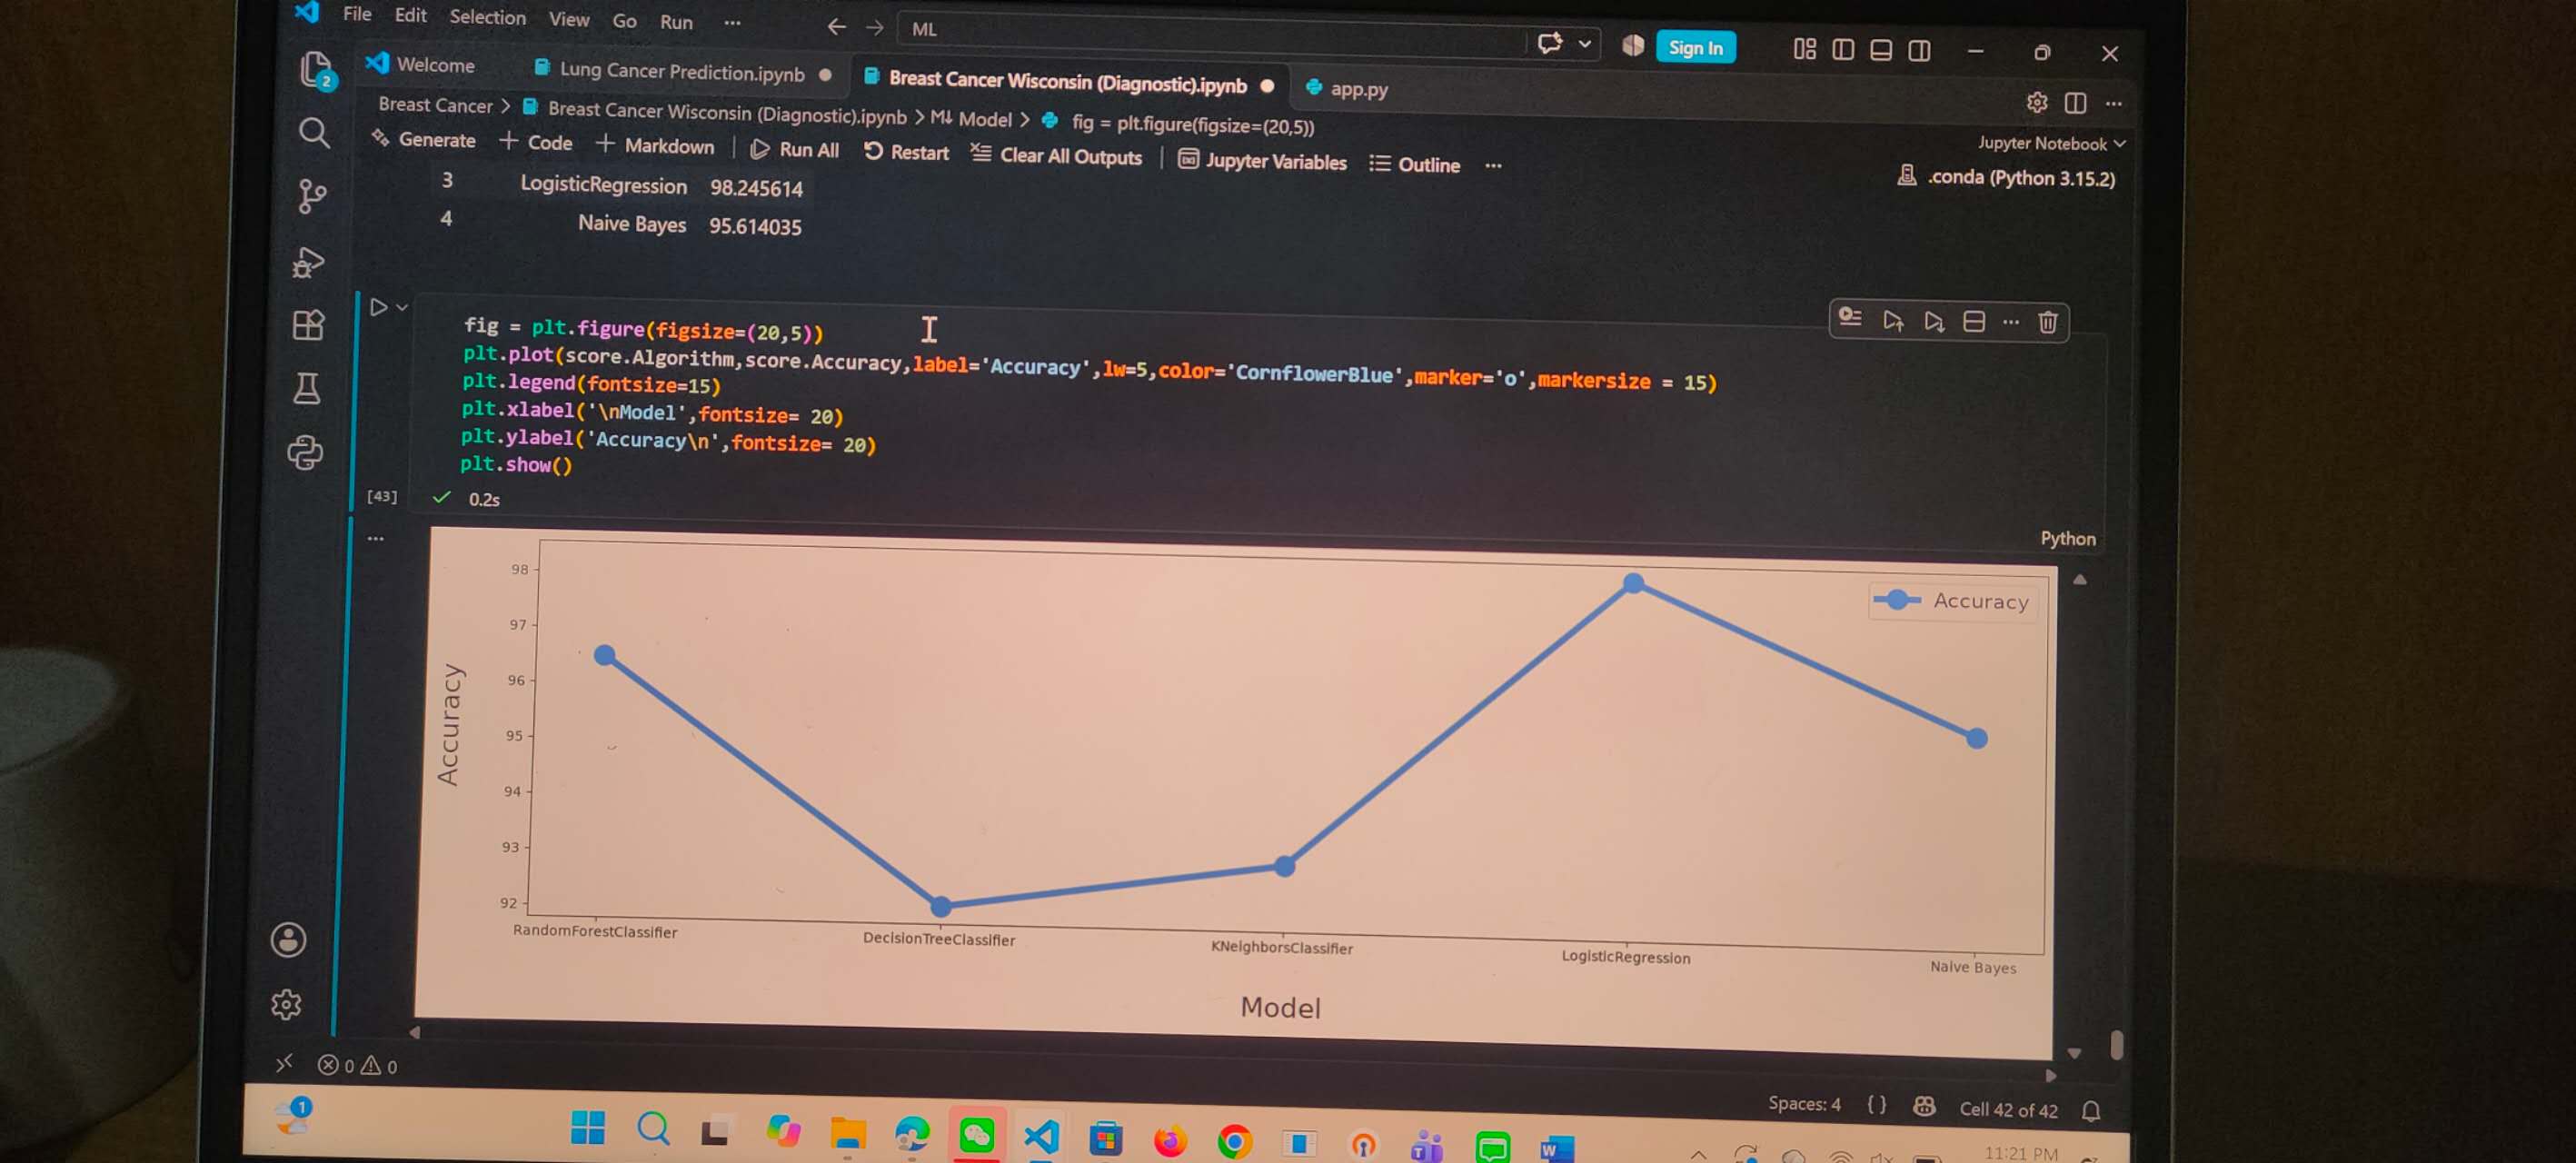 File Edit Selection View Go Run ··· ML Sign In
2
Welcome Lung Cancer Prediction.ipynb Breast Cancer Wisconsin (Diagnostic).ipynb app.py
Breast Cancer > Breast Cancer Wisconsin (Diagnostic).ipynb > M↓ Model > fig = plt.figure(figsize=(20,5))
Generate + Code + Markdown | Run All Restart Clear All Outputs | Jupyter Variables Outline ···
Jupyter Notebook
.conda (Python 3.15.2)
3 LogisticRegression 98.245614
4 Naive Bayes 95.614035
fig = plt.figure(figsize=(20,5))
plt.plot(score.Algorithm,score.Accuracy,label='Accuracy',lw=5,color='CornflowerBlue',marker='o',markersize = 15)
plt.legend(fontsize=15)
plt.xlabel('\nModel',fontsize= 20)
plt.ylabel('Accuracy\n',fontsize= 20)
plt.show()
[43] ✓ 0.2s
Python
98
97
96
95
94
93
92
Accuracy
Accuracy
RandomForestClassifier DecisionTreeClassifier KNeighborsClassifier LogisticRegression Naive Bayes
Model
0 0
Spaces: 4 {} Cell 42 of 42
1
T
W
11:21 PM